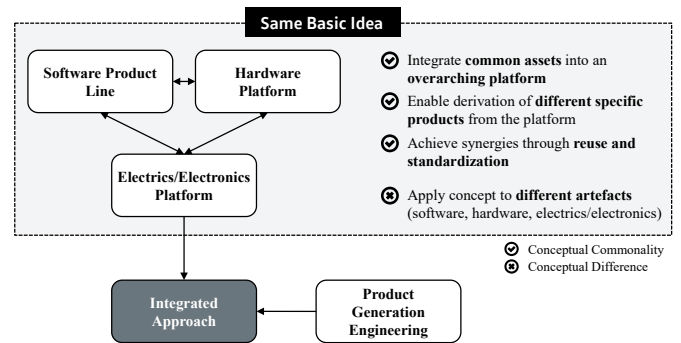 Same Basic Idea
Software Product
Line
Hardware
Platform
Electrics/Electronics
Platform
Integrate common assets into an
overarching platform
Enable derivation of different specific
products from the platform
Achieve synergies through reuse and
standardization
Apply concept to different artefacts
(software, hardware, electrics/electronics)
Conceptual Commonality
Conceptual Difference
Integrated
Approach
Product
Generation
Engineering